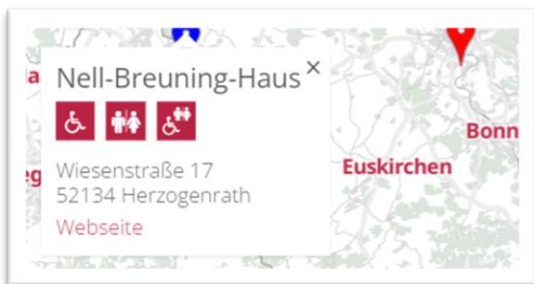 Nell-Breuning-Haus ×
Wiesenstraße 17
52134 Herzogenrath
Webseite
Bonn
Euskirchen